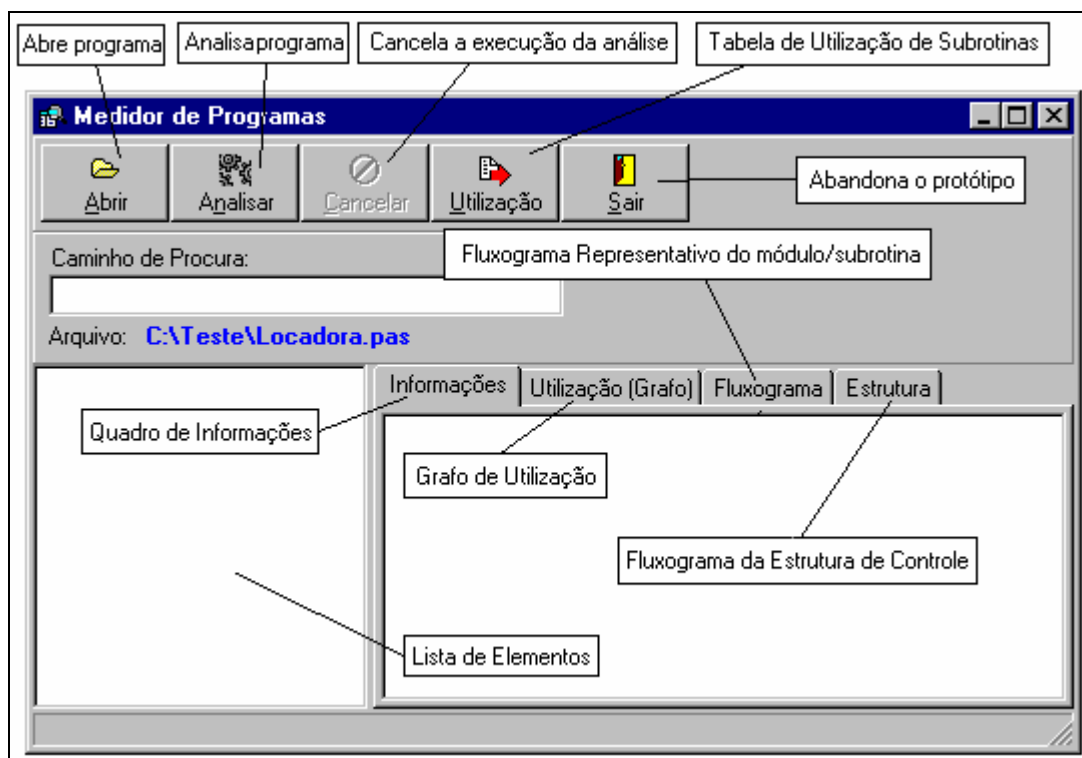 Abre programa
Analisaprograma
Cancela a execução da análise
Tabela de Utilização de Subrotinas
Medidor de Programas
Abrir
Analisar
Cancelar
Utilização
Sair
Abandona o protótipo
Caminho de Procura:
Fluxograma Representativo do módulo/subrotina
Arquivo: C:\Teste\Locadora.pas
Informações
Utilização (Grafo)
Fluxograma
Estrutura
Quadro de Informações
Grafo de Utilização
Fluxograma da Estrutura de Controle
Lista de Elementos